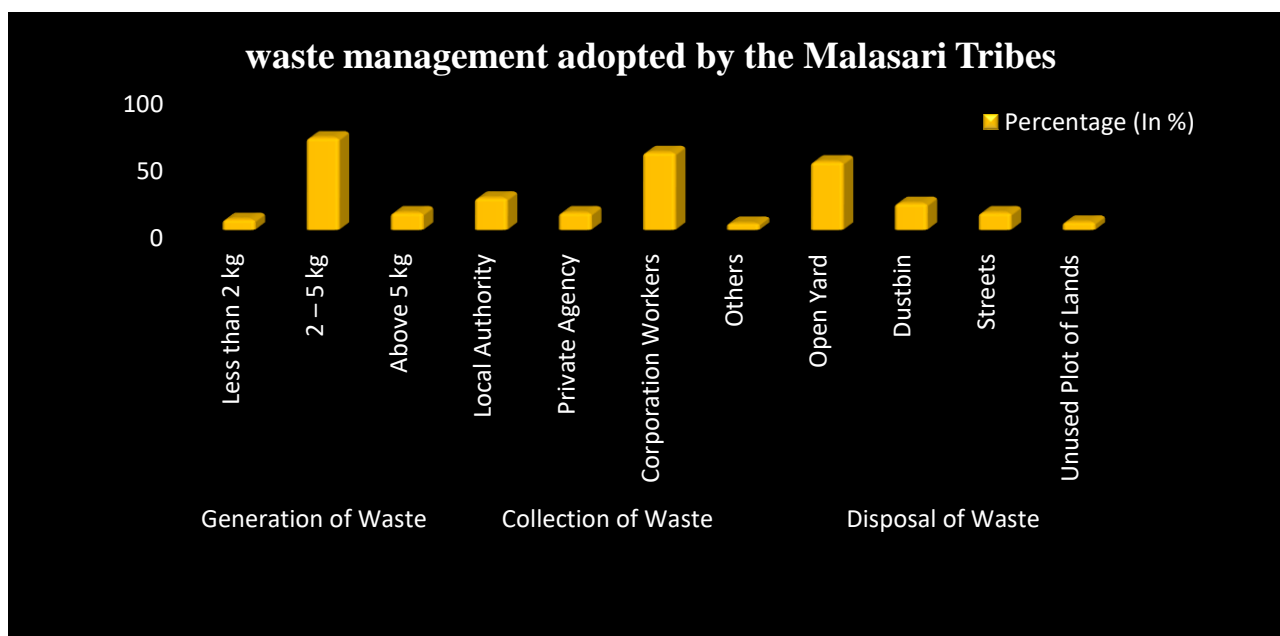 waste management adopted by the Malasari Tribes
100
50
0
Percentage (In %)
Less than 2 kg
2 – 5 kg
Above 5 kg
Local Authority
Private Agency
Corporation Workers
Others
Open Yard
Dustbin
Streets
Unused Plot of Lands
Generation of Waste
Collection of Waste
Disposal of Waste